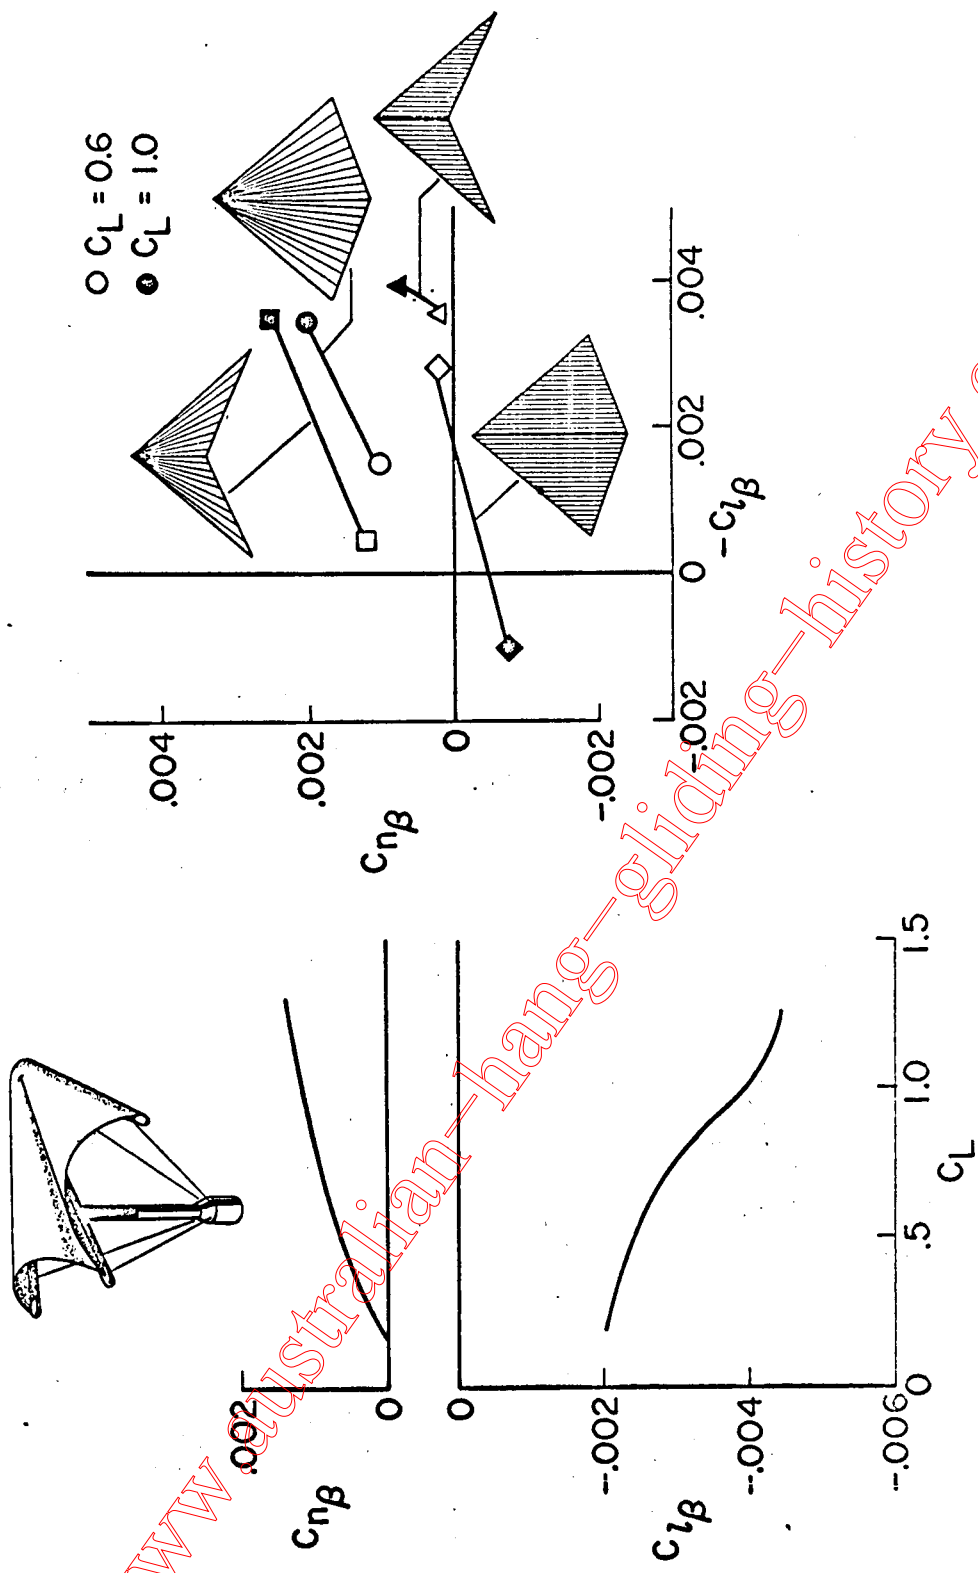 ○ C_L = 0.6
● C_L = 1.0
.004
.002
0
-.002
C_nβ
-.002
0
.002
.004
-C_lβ
.002
0
C_nβ
0
-.002
-.004
-.006
C_lβ
0
.5
1.0
1.5
C_L
www.australian-hang-gliding-history.